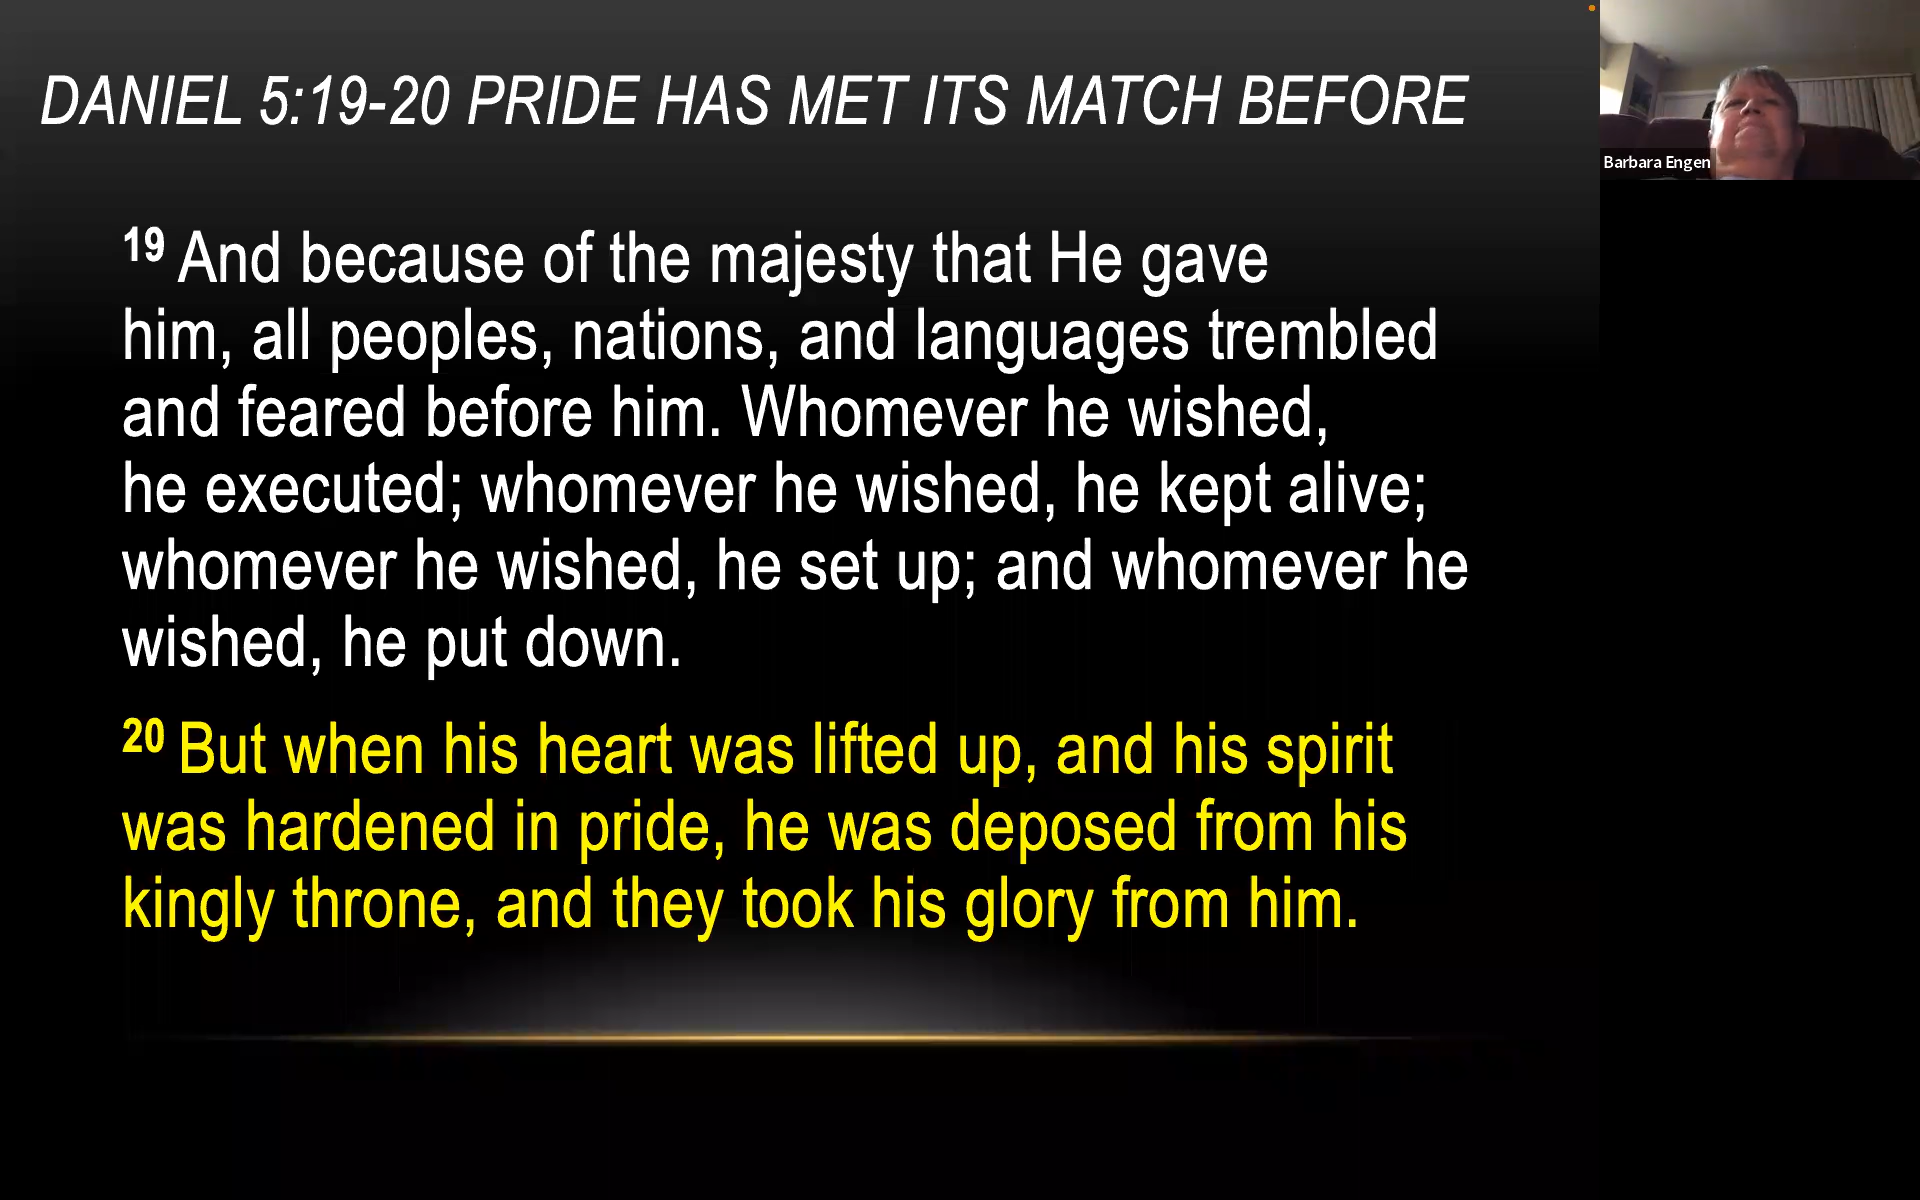 DANIEL 5:19-20 PRIDE HAS MET ITS MATCH BEFORE
Barbara Engen
19 And because of the majesty that He gave
him, all peoples, nations, and languages trembled
and feared before him. Whomever he wished,
he executed; whomever he wished, he kept alive;
whomever he wished, he set up; and whomever he
wished, he put down.
20 But when his heart was lifted up, and his spirit
was hardened in pride, he was deposed from his
kingly throne, and they took his glory from him.